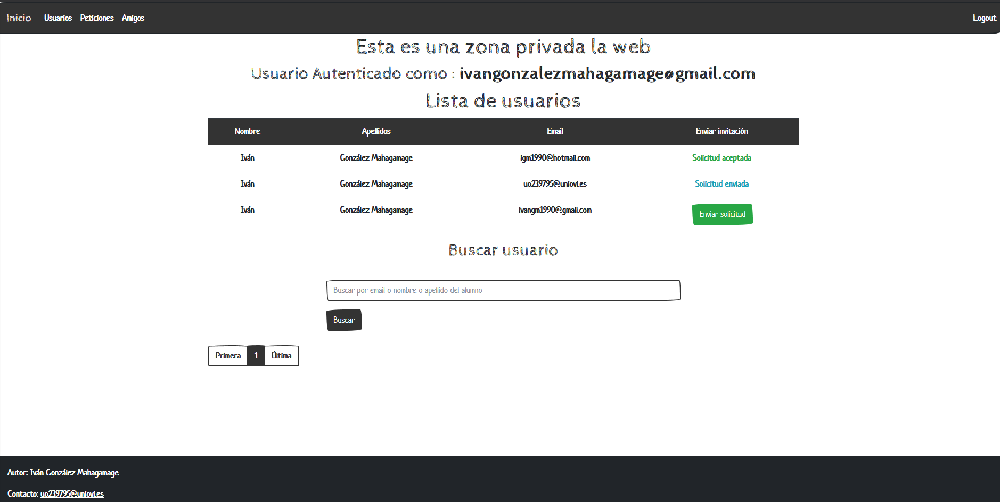 Inicio Usuarios Peticiones Amigos Logout
Esta es una zona privada la web
Usuario Autenticado como : ivangonzalezmahagamage@gmail.com
Lista de usuarios
Nombre Apellidos Email Enviar invitación
Iván González Mahagamage igm1990@hotmail.com Solicitud aceptada
Iván González Mahagamage uo239795@uniovi.es Solicitud enviada
Iván González Mahagamage ivangm1990@gmail.com Enviar solicitud
Buscar usuario
Buscar por email o nombre o apellido del alumno
Buscar
Primera 1 Última
Autor: Iván González Mahagamage
Contacto: uo239795@uniovi.es